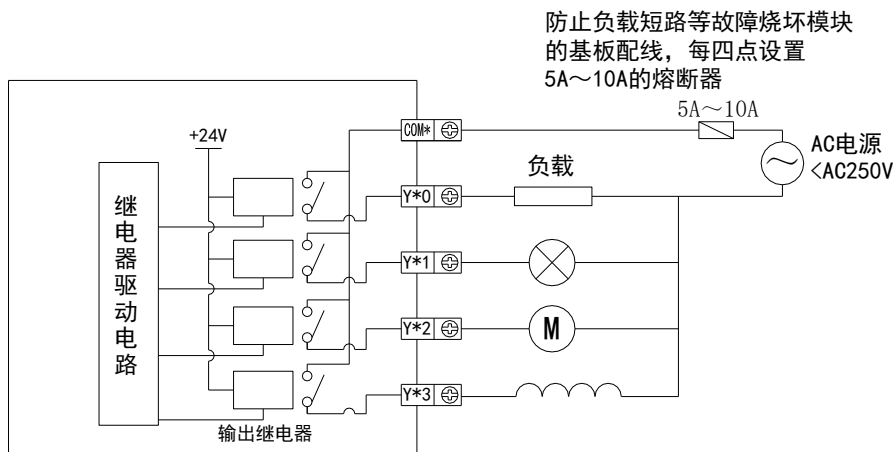 防止负载短路等故障烧坏模块
的基板配线，每四点设置
5A～10A的熔断器
5A～10A
COM*
+24V
AC电源
<AC250V
负载
Y*0
继电器驱动电路
Y*1
Y*2
M
Y*3
输出继电器